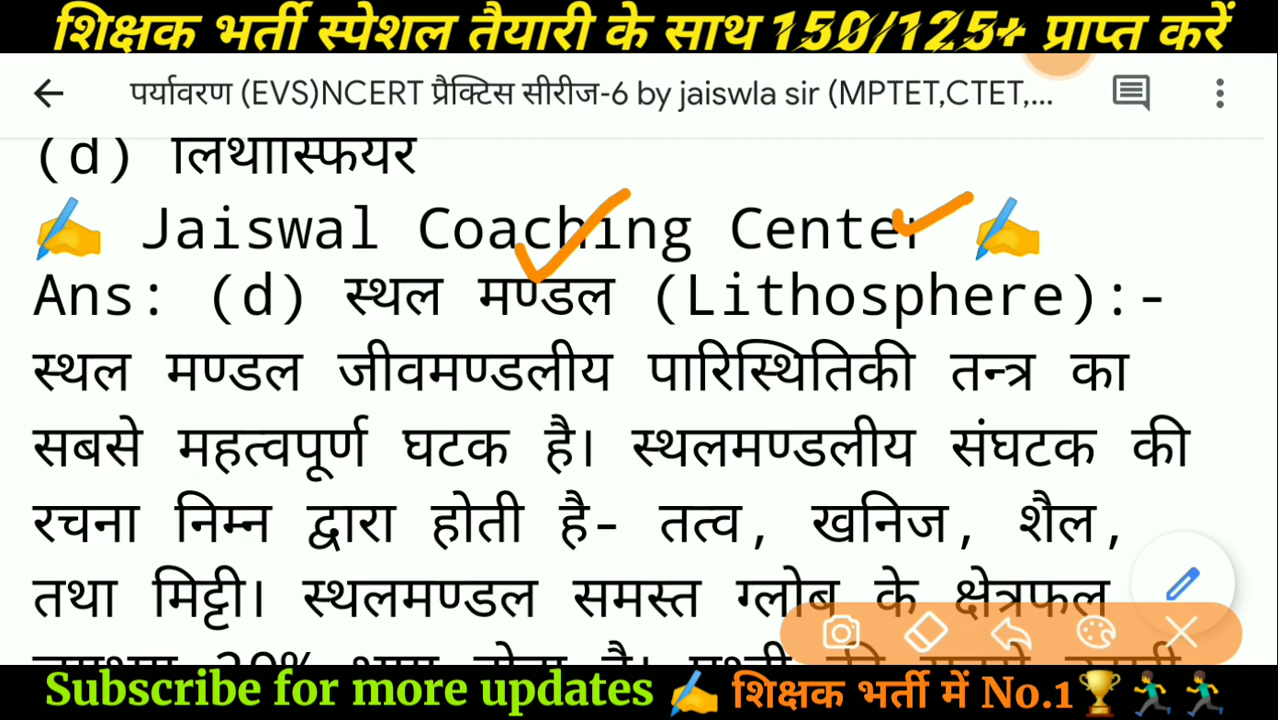 शिक्षक भर्ती स्पेशल तैयारी के साथ 150/125+ प्राप्त करें
पर्यावरण (EVS)NCERT प्रैक्टिस सीरीज-6 by jaiswla sir (MPTET,CTET,...
(d) लिथोस्फियर
✍ Jaiswal Coaching Center ✍
Ans: (d) स्थल मण्डल (Lithosphere):-
स्थल मण्डल जीवमण्डलीय पारिस्थितिकी तन्त्र का
सबसे महत्वपूर्ण घटक है। स्थलमण्डलीय संघटक की
रचना निम्न द्वारा होती है- तत्व, खनिज, शैल,
तथा मिट्टी। स्थलमण्डल समस्त ग्लोब के क्षेत्रफल
Subscribe for more updates ✍ शिक्षक भर्ती में No.1🏆🏃‍♂️🏃‍♂️